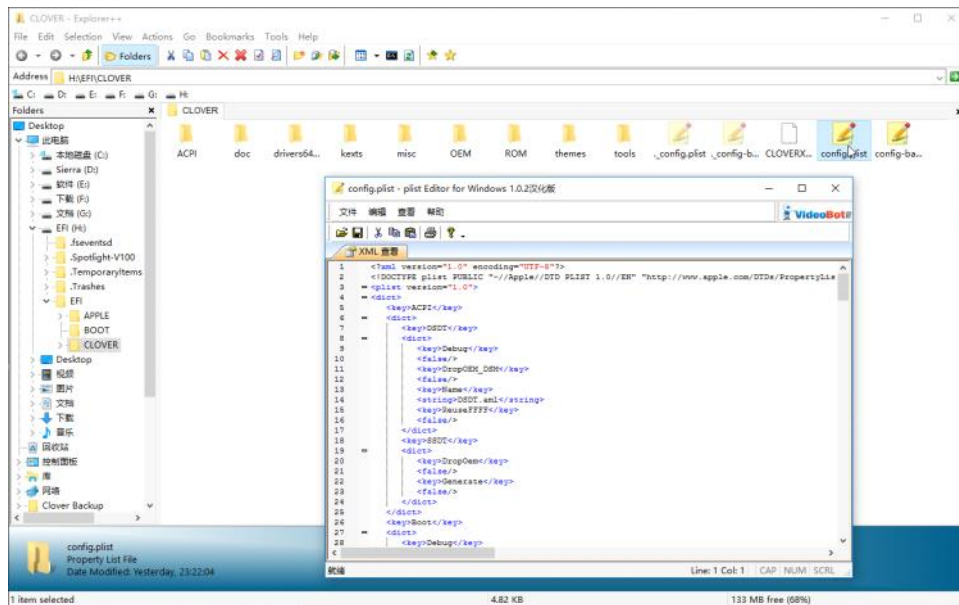 CLOVER - Explorer++
File Edit Selection View Actions Go Bookmarks Tools Help
Folders
Address H:\EFI\CLOVER
C: D: E: F: G: H:
Folders
CLOVER
Desktop
此电脑
本地磁盘 (C:)
Sierra (D:)
软件 (E:)
下载 (F:)
文档 (G:)
EFI (H:)
.fseventsd
.Spotlight-V100
.TemporaryItems
.Trashes
EFI
APPLE
BOOT
CLOVER
Desktop
视频
图片
文档
下载
音乐
回收站
控制面板
库
网络
Clover Backup
ACPI doc drivers64... kexts misc OEM ROM themes tools ._config.plist ._config-b... CLOVERX... config.plist config-ba...
config.plist - plist Editor for Windows 1.0.2汉化版
文件 编辑 查看 帮助
VideoBot
XML 查看
1 <?xml version="1.0" encoding="UTF-8"?>
2 <!DOCTYPE plist PUBLIC "-//Apple//DTD PLIST 1.0//EN" "http://www.apple.com/DTDs/PropertyLis
3 <plist version="1.0">
4 <dict>
5 <key>ACPI</key>
6 <dict>
7 <key>DSDT</key>
8 <dict>
9 <key>Debug</key>
10 <false/>
11 <key>DropOEM_DSM</key>
12 <false/>
13 <key>Name</key>
14 <string>DSDT.aml</string>
15 <key>ReuseFFFF</key>
16 <false/>
17 </dict>
18 <key>SSDT</key>
19 <dict>
20 <key>DropOem</key>
21 <false/>
22 <key>Generate</key>
23 <false/>
24 </dict>
25 </dict>
26 <key>Boot</key>
27 <dict>
28 <key>Debug</key>
就绪 Line: 1 Col: 1 CAP NUM SCRL
config.plist
Property List File
Date Modified: Yesterday, 23:22:04
1 item selected 4.82 KB 133 MB free (68%)